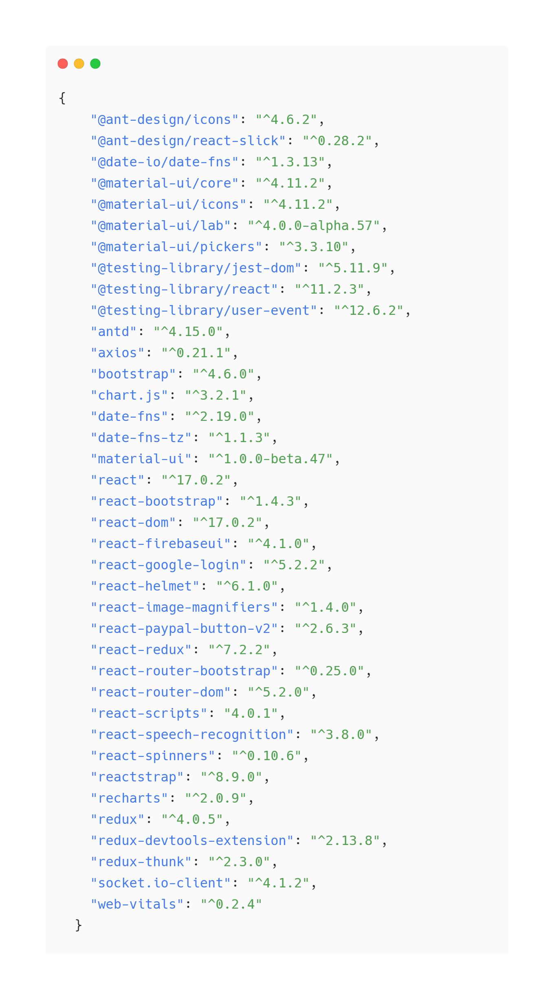 {
"@ant-design/icons": "^4.6.2",
"@ant-design/react-slick": "^0.28.2",
"@date-io/date-fns": "^1.3.13",
"@material-ui/core": "^4.11.2",
"@material-ui/icons": "^4.11.2",
"@material-ui/lab": "^4.0.0-alpha.57",
"@material-ui/pickers": "^3.3.10",
"@testing-library/jest-dom": "^5.11.9",
"@testing-library/react": "^11.2.3",
"@testing-library/user-event": "^12.6.2",
"antd": "^4.15.0",
"axios": "^0.21.1",
"bootstrap": "^4.6.0",
"chart.js": "^3.2.1",
"date-fns": "^2.19.0",
"date-fns-tz": "^1.1.3",
"material-ui": "^1.0.0-beta.47",
"react": "^17.0.2",
"react-bootstrap": "^1.4.3",
"react-dom": "^17.0.2",
"react-firebaseui": "^4.1.0",
"react-google-login": "^5.2.2",
"react-helmet": "^6.1.0",
"react-image-magnifiers": "^1.4.0",
"react-paypal-button-v2": "^2.6.3",
"react-redux": "^7.2.2",
"react-router-bootstrap": "^0.25.0",
"react-router-dom": "^5.2.0",
"react-scripts": "4.0.1",
"react-speech-recognition": "^3.8.0",
"react-spinners": "^0.10.6",
"reactstrap": "^8.9.0",
"recharts": "^2.0.9",
"redux": "^4.0.5",
"redux-devtools-extension": "^2.13.8",
"redux-thunk": "^2.3.0",
"socket.io-client": "^4.1.2",
"web-vitals": "^0.2.4"
}